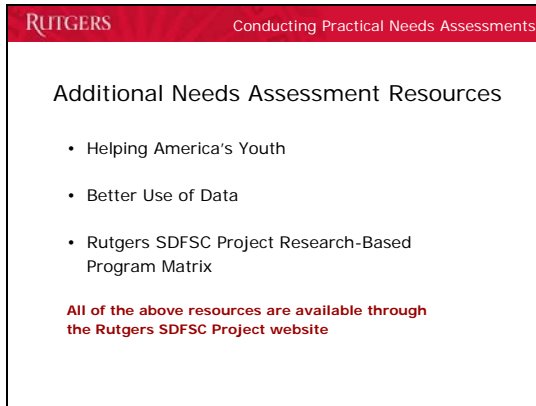 RUTGERS
Conducting Practical Needs Assessments
Additional Needs Assessment Resources
• Helping America's Youth
• Better Use of Data
• Rutgers SDFSC Project Research-Based
Program Matrix
All of the above resources are available through
the Rutgers SDFSC Project website